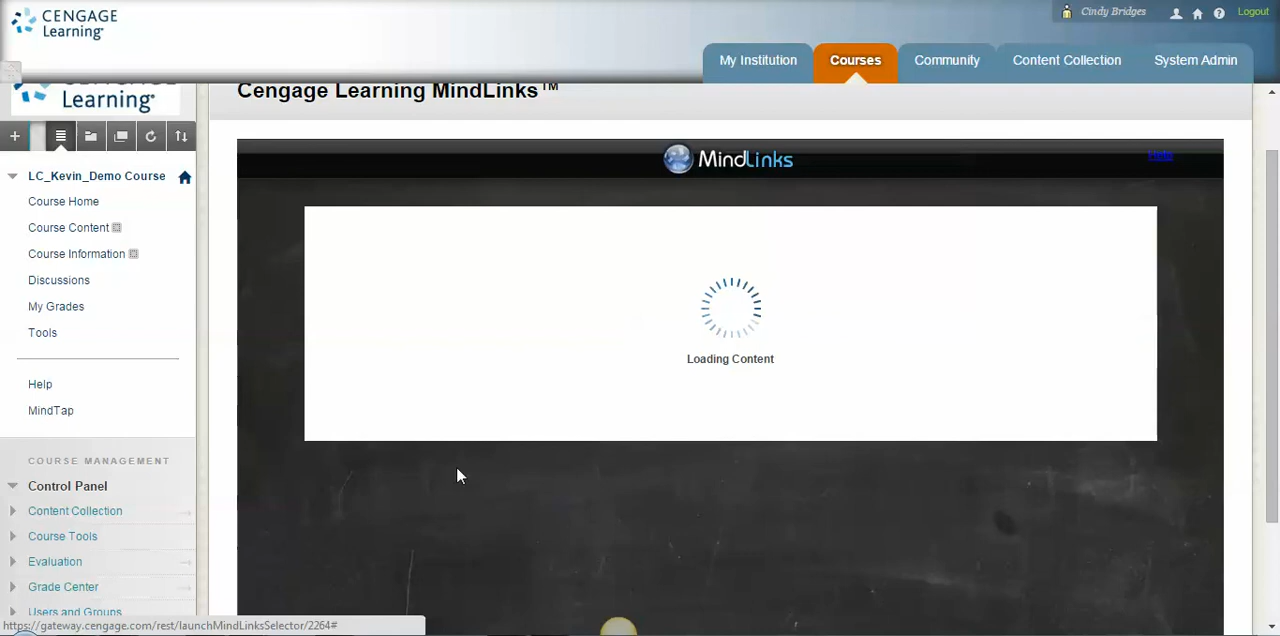 CENGAGE
Learning
Cindy Bridges
Logout
My Institution
Courses
Community
Content Collection
System Admin
Learning
Cengage Learning MindLinks™
MindLinks
Help
LC_Kevin_Demo Course
Course Home
Course Content
Course Information
Discussions
My Grades
Tools
Help
MindTap
Loading Content
COURSE MANAGEMENT
Control Panel
Content Collection
Course Tools
Evaluation
Grade Center
Users and Groups
https://gateway.cengage.com/rest/launchMindLinksSelector/2264#